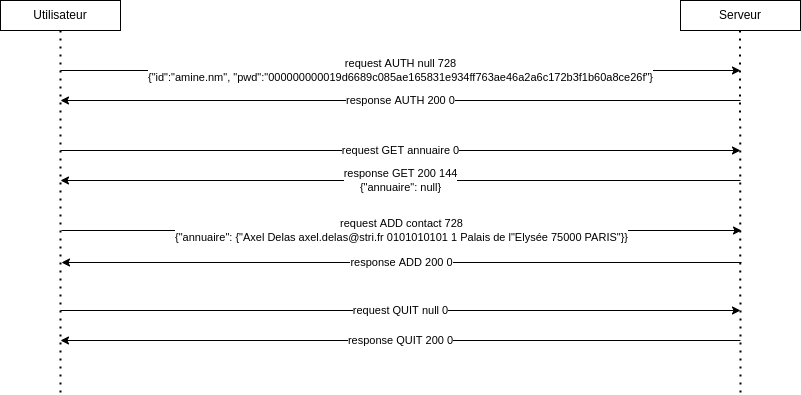 Utilisateur
Serveur
request AUTH null 728
{"id":"amine.nm", "pwd":"000000000019d6689c085ae165831e934ff763ae46a2a6c172b3f1b60a8ce26f"}
response AUTH 200 0
request GET annuaire 0
response GET 200 144
{"annuaire": null}
request ADD contact 728
{"annuaire": {"Axel Delas axel.delas@stri.fr 0101010101 1 Palais de l"Elysée 75000 PARIS"}}
response ADD 200 0
request QUIT null 0
response QUIT 200 0